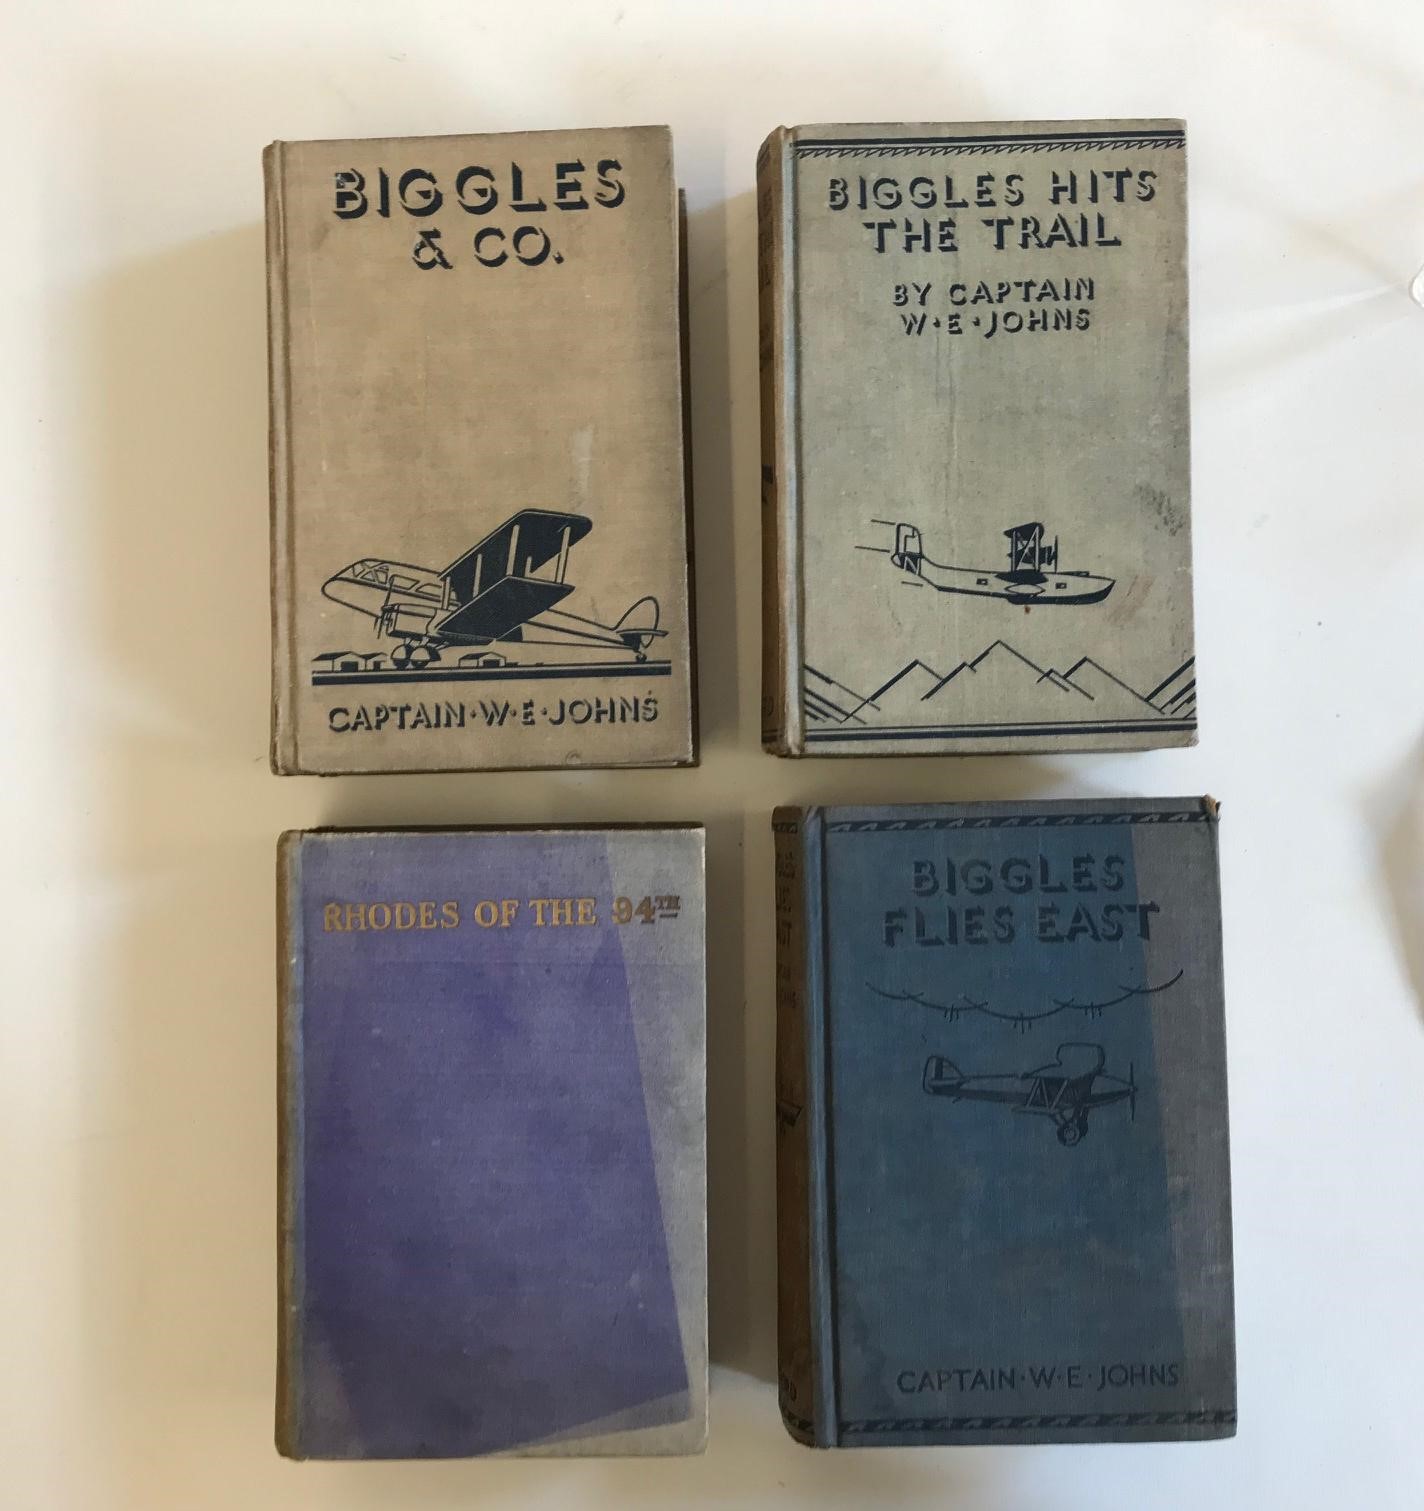 BIGGLES
& CO.
CAPTAIN·W·E·JOHNS
BIGGLES HITS
THE TRAIL
BY CAPTAIN
W·E·JOHNS
RHODES OF THE 94TH
BIGGLES
FLIES EAST
CAPTAIN·W·E·JOHNS